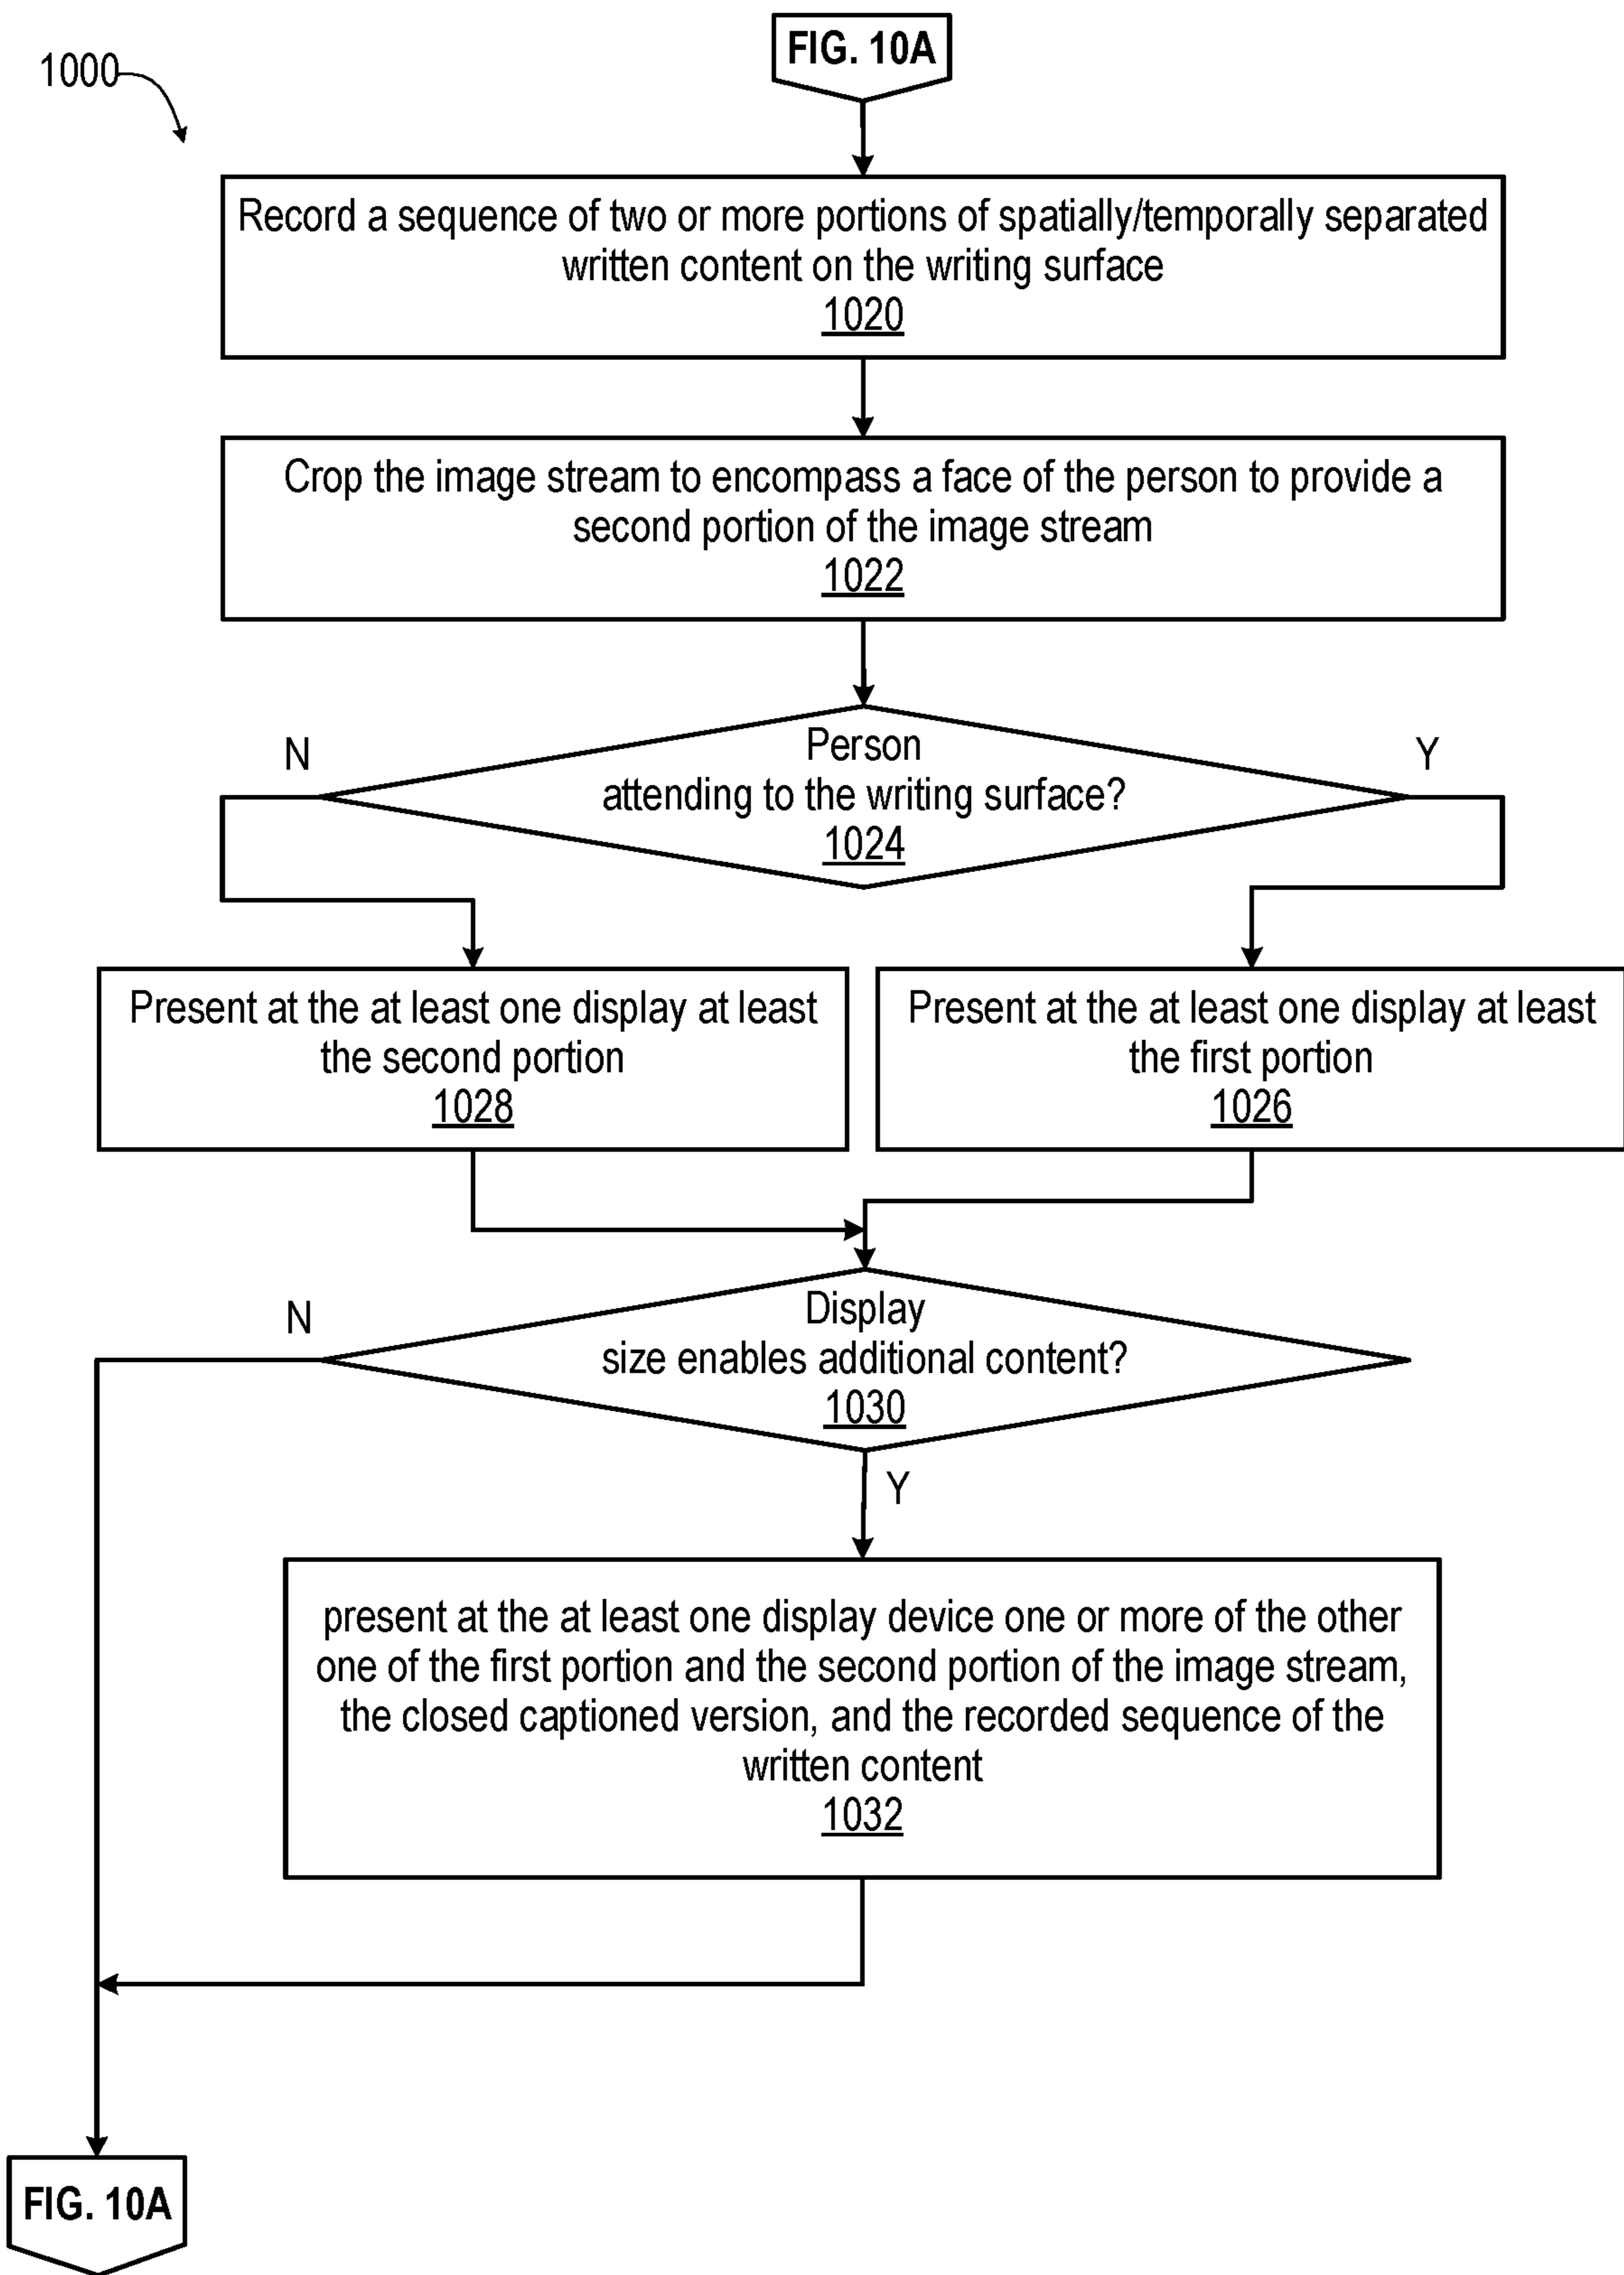 FIG. 10A
1000
Record a sequence of two or more portions of spatially/temporally separated
written content on the writing surface
1020
Crop the image stream to encompass a face of the person to provide a
second portion of the image stream
1022
N
Y
Person
attending to the writing surface?
1024
Present at the at least one display at least
the second portion
1028
Present at the at least one display at least
the first portion
1026
N
Display
size enables additional content?
1030
Y
present at the at least one display device one or more of the other
one of the first portion and the second portion of the image stream,
the closed captioned version, and the recorded sequence of the
written content
1032
FIG. 10A